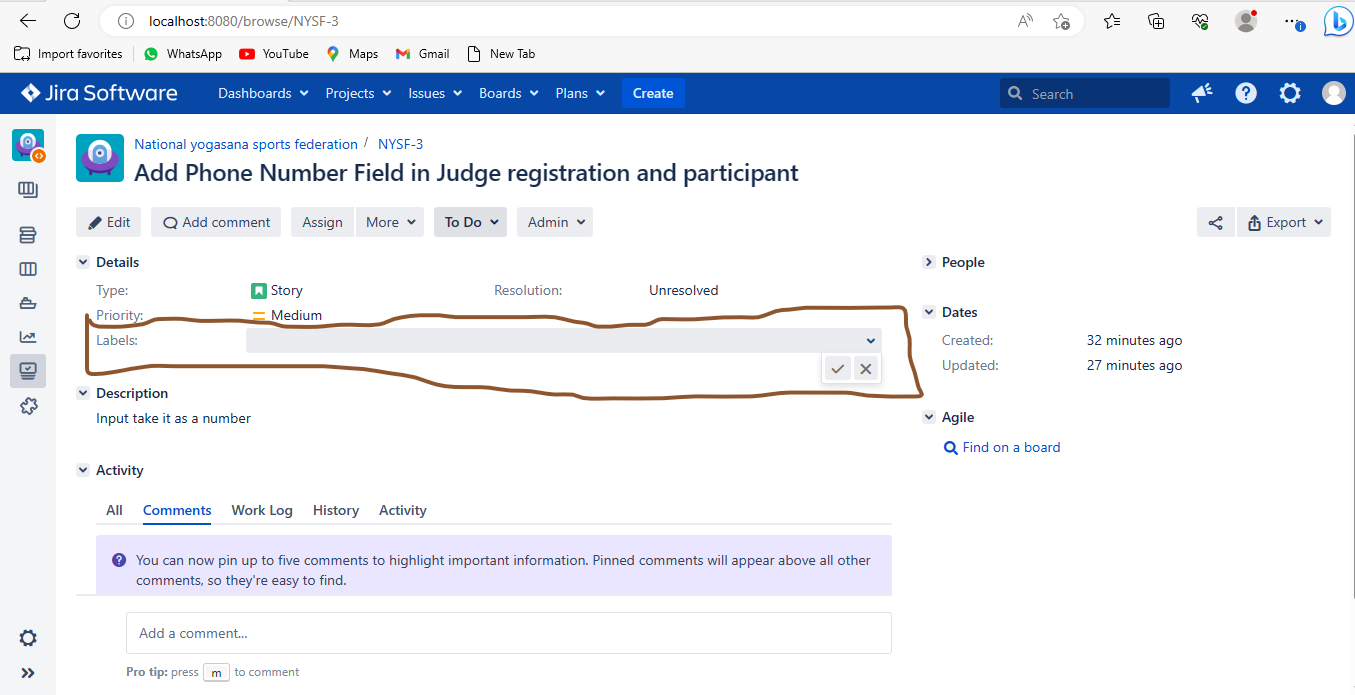 localhost:8080/browse/NYSF-3
Import favorites WhatsApp YouTube Maps Gmail New Tab
Jira Software Dashboards Projects Issues Boards Plans Create Search
National yogasana sports federation / NYSF-3
Add Phone Number Field in Judge registration and participant
Edit Add comment Assign More To Do Admin Export
Details
Type: Story Resolution: Unresolved
Priority: Medium
Labels:
Description
Input take it as a number
Activity
All Comments Work Log History Activity
You can now pin up to five comments to highlight important information. Pinned comments will appear above all other
comments, so they're easy to find.
Add a comment...
Pro tip: press m to comment
People
Dates
Created: 32 minutes ago
Updated: 27 minutes ago
Agile
Find on a board